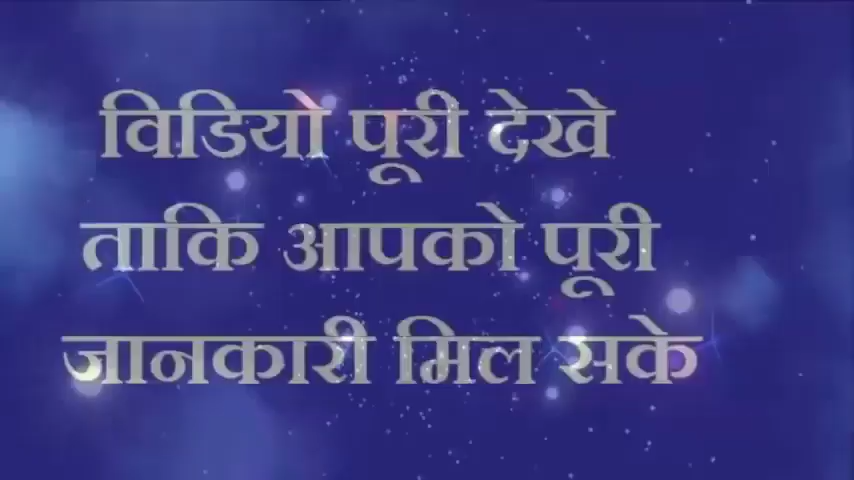 विडियो पूरी देखे
ताकि आपको पूरी
जानकारी मिल सके